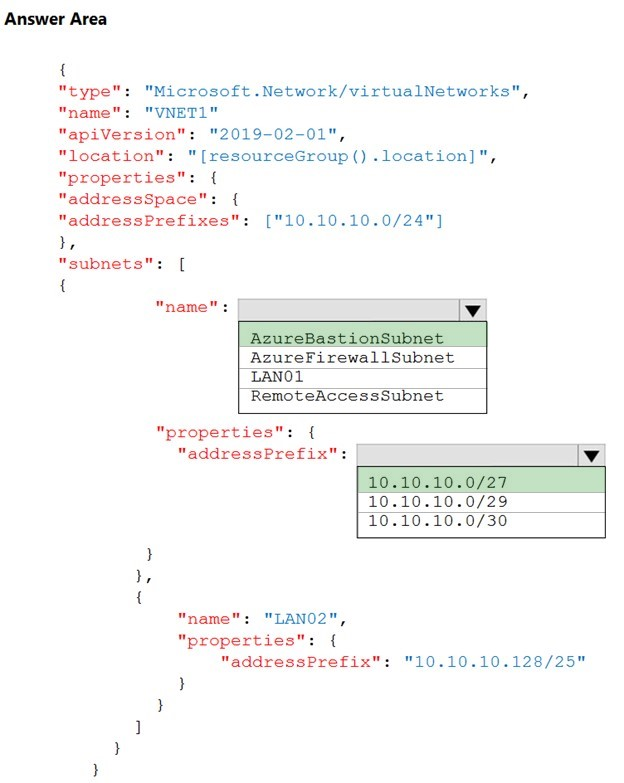 Answer Area
{
"type": "Microsoft.Network/virtualNetworks",
"name": "VNET1"
"apiVersion": "2019-02-01",
"location": "[resourceGroup().location]",
"properties": {
"addressSpace": {
"addressPrefixes": ["10.10.10.0/24"]
},
"subnets": [
{
"name":
AzureBastionSubnet
AzureFirewallSubnet
LAN01
RemoteAccessSubnet
"properties": {
"addressPrefix":
10.10.10.0/27
10.10.10.0/29
10.10.10.0/30
}
},
{
"name": "LAN02",
"properties": {
"addressPrefix": "10.10.10.128/25"
}
}
]
}
}